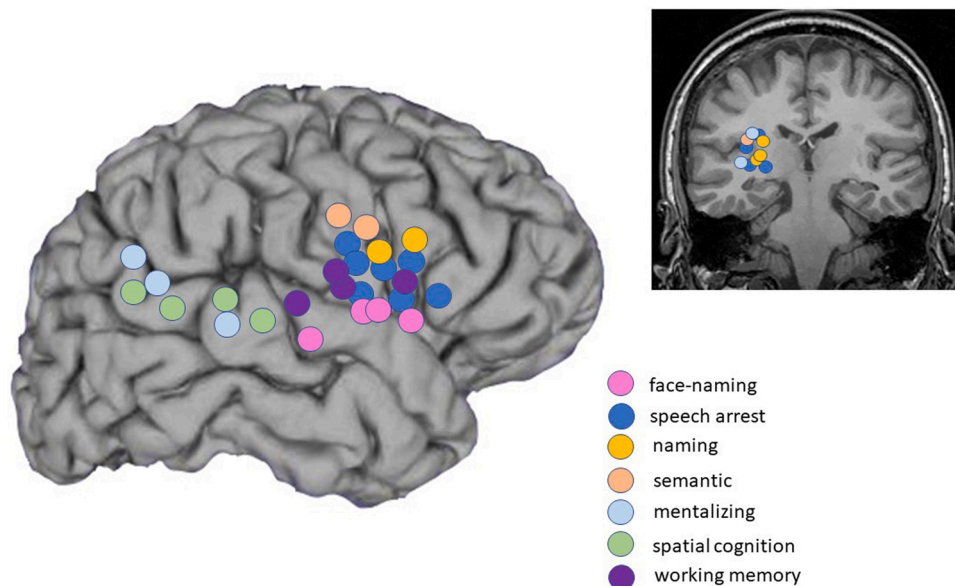 face-naming
speech arrest
naming
semantic
mentalizing
spatial cognition
working memory